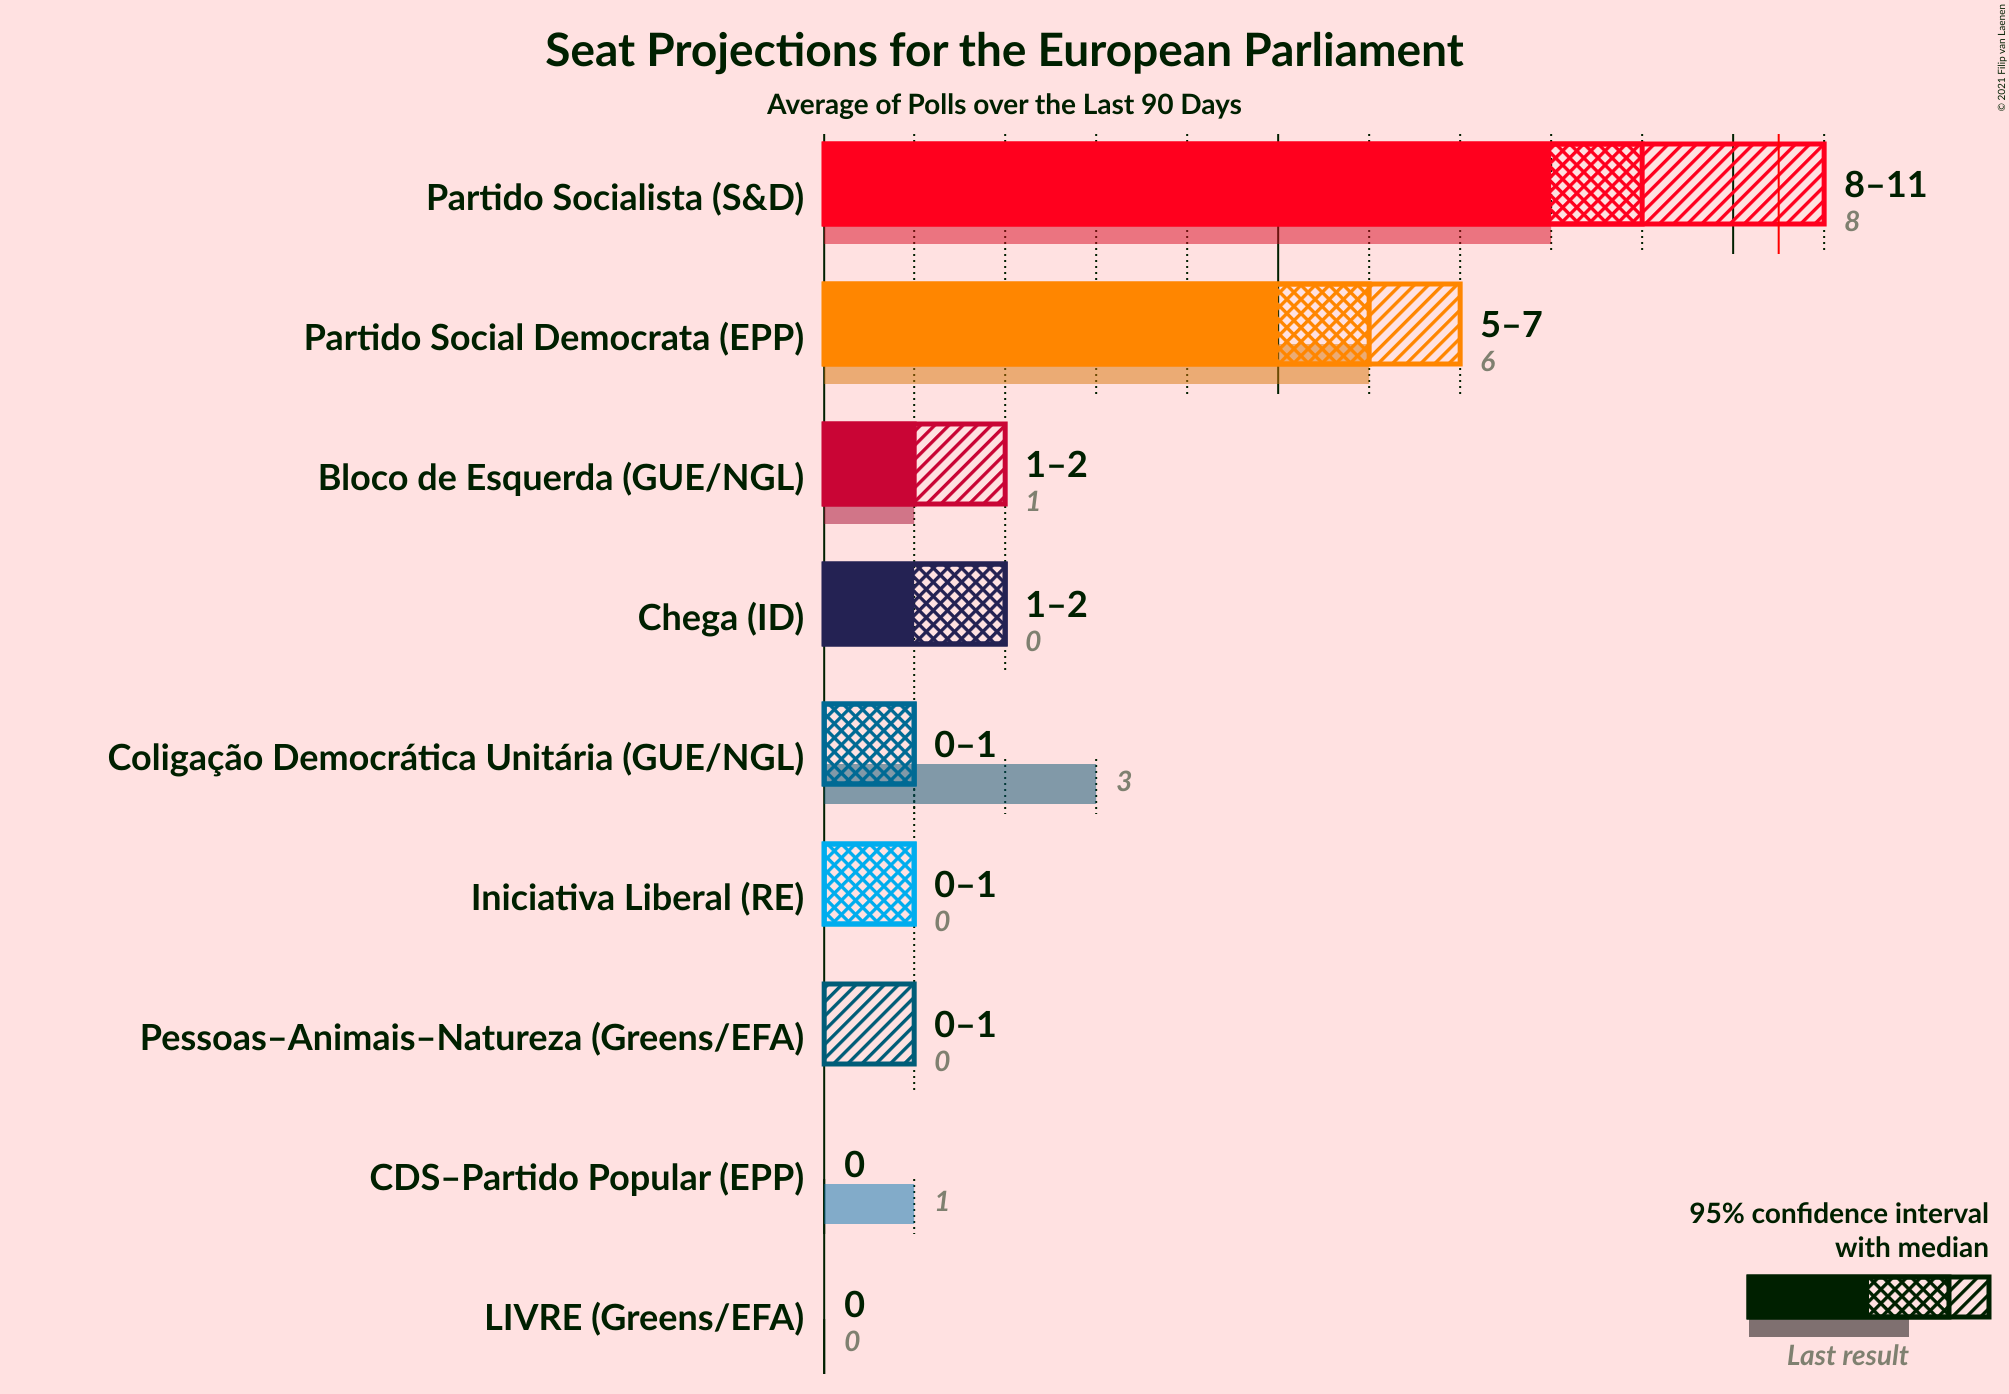 Seat Projections for the European Parliament
Average of Polls over the Last 90 Days
© 2021 Filip van Laenen
Partido Socialista (S&D)
8–11
8
Partido Social Democrata (EPP)
5–7
6
Bloco de Esquerda (GUE/NGL)
1–2
1
Chega (ID)
1–2
0
Coligação Democrática Unitária (GUE/NGL)
0–1
3
Iniciativa Liberal (RE)
0–1
0
Pessoas–Animais–Natureza (Greens/EFA)
0–1
0
CDS–Partido Popular (EPP)
0
1
LIVRE (Greens/EFA)
0
0
95% confidence interval
with median
Last result